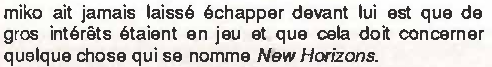 miko ait jamais laissé échapper devant lui est que de
gros intérêts étaient en jeu et que cela doit concerner
quelque chose qui se nomme New Horizons.